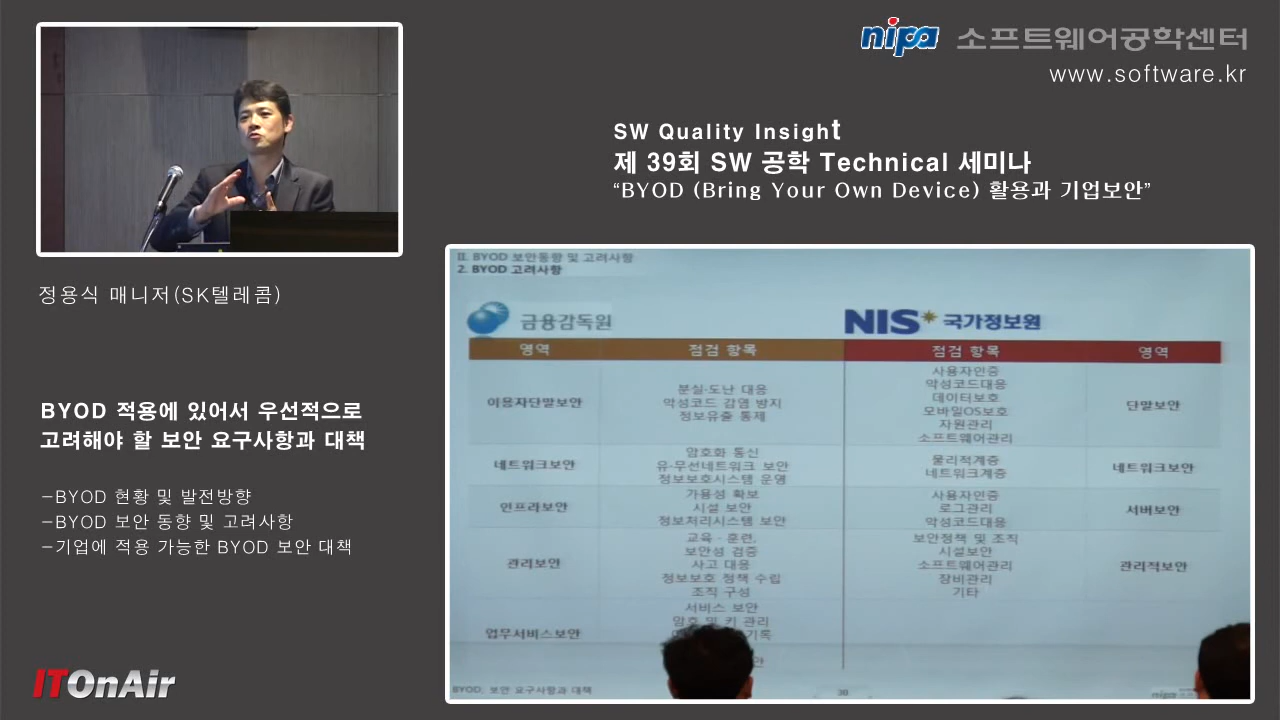 nipa 소프트웨어공학센터
www.software.kr
SW Quality Insight
제 39회 SW 공학 Technical 세미나
“BYOD (Bring Your Own Device) 활용과 기업보안”
정용식 매니저(SK텔레콤)
BYOD 적용에 있어서 우선적으로
고려해야 할 보안 요구사항과 대책
-BYOD 현황 및 발전방향
-BYOD 보안 동향 및 고려사항
-기업에 적용 가능한 BYOD 보안 대책
ITOnAir
II. BYOD 보안동향 및 고려사항
2. BYOD 고려사항
금융감독원
NIS 국가정보원
영역 점검 항목 점검 항목 영역
이용자단말보안
분실·도난 대응
악성코드 감염 방지
정보유출 통제
사용자인증
악성코드대응
데이터보호
모바일OS보호
자원관리
소프트웨어관리
단말보안
네트워크보안
암호화 통신
유·무선네트워크 보안
정보보호시스템 운영
물리적계층
네트워크계층
네트워크보안
인프라보안
가용성 확보
시설 보안
정보처리시스템 보안
사용자인증
로그관리
악성코드대응
서버보안
관리보안
교육·훈련,
보안성 검증
사고 대응
정보보호 정책 수립
조직 구성
보안정책 및 조직
시설보안
소프트웨어관리
장비관리
기타
관리적보안
업무서비스보안
서비스 보안
암호 및 키 관리
기록
안
BYOD, 보안 요구사항과 대책
30
nipa